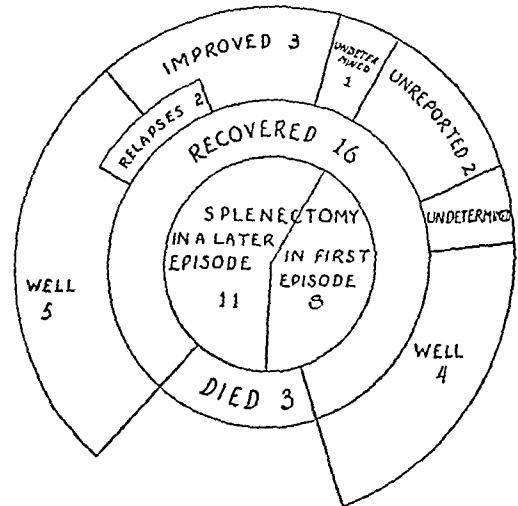 IMPROVED 3
UNDETER
MINED
1
UNREPORTED 2
RELAPSES 2
RECOVERED 16
UNDETERMINED
SPLENECTOMY
IN A LATER
EPISODE
11
IN FIRST
EPISODE
8
WELL
5
WELL
4
DIED 3